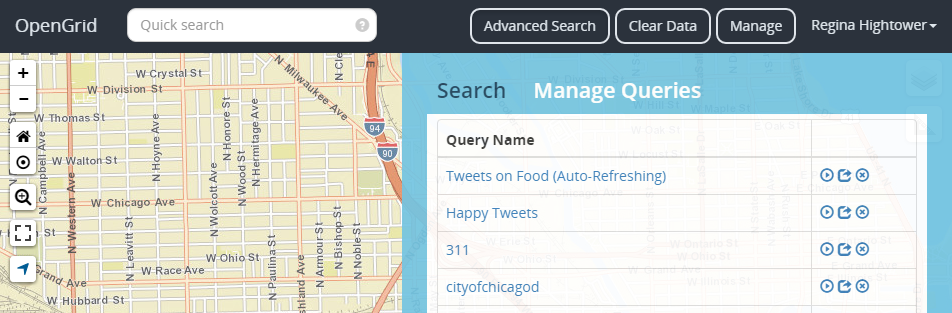 OpenGrid
Quick search
?
Advanced Search
Clear Data
Manage
Regina Hightower
+
−
W Crystal St
W Division St
W Thomas St
W Walton St
W Chicago Ave
W Ohio St
W Race Ave
Grand Ave
W Hubbard St
N Campbell Ave
N Western Ave
N Leavitt St
N Hoyne Ave
N Wolcott Ave
N Honore St
N Wood St
N Hermitage Ave
N Paulina St
shland Ave
N Armour St
N Bishop St
N Noble St
N Milwaukee Ave
N Cle
94
90
Search
Manage Queries
Query Name
Tweets on Food (Auto-Refreshing)
Happy Tweets
311
cityofchicagod